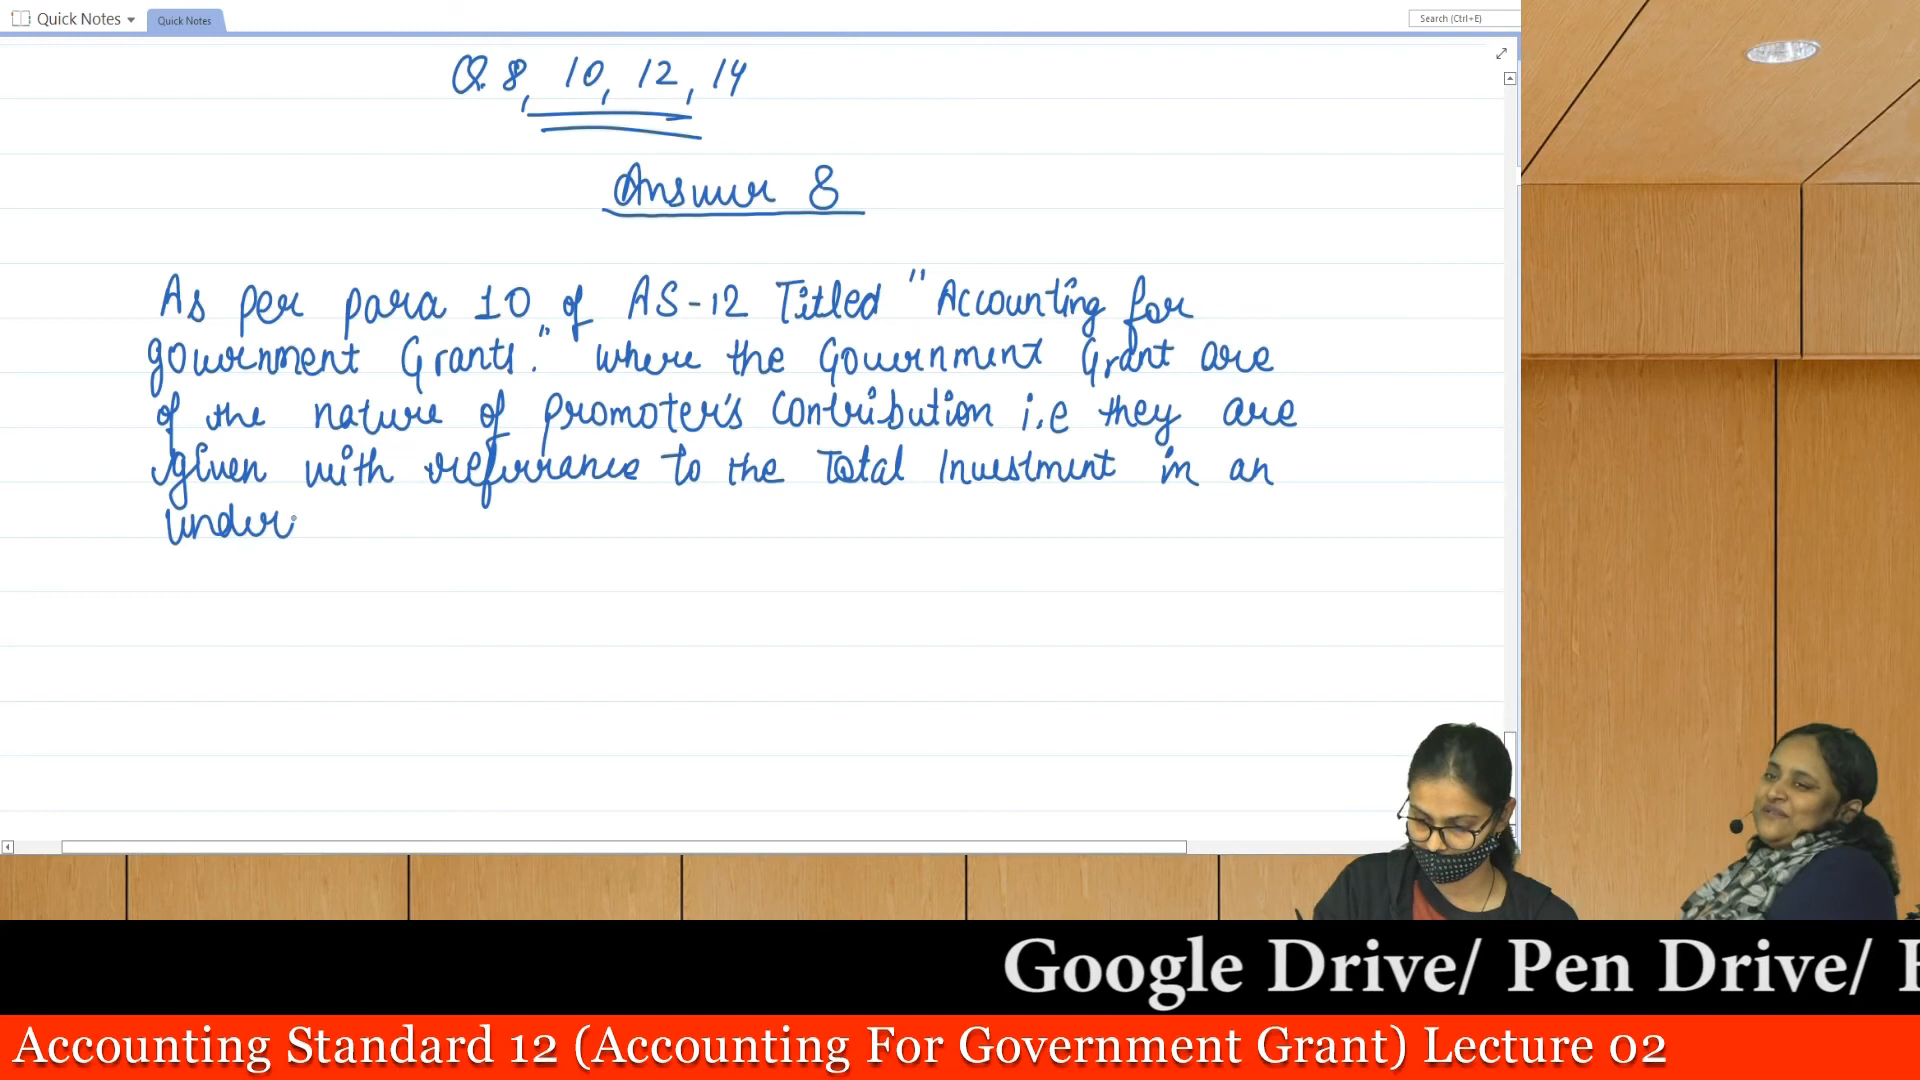 Quick Notes
Quick Notes
Search (Ctrl+E)
Q. 8, 10, 12, 14
Answer 8
As per para 10 of AS-12 Titled "Accounting for
government Grants." where the Government Grant are
of the nature of promoter's contribution i.e they are
given with referrance to the Total Investment in an
under
Google Drive/ Pen Drive/
Accounting Standard 12 (Accounting For Government Grant) Lecture 02